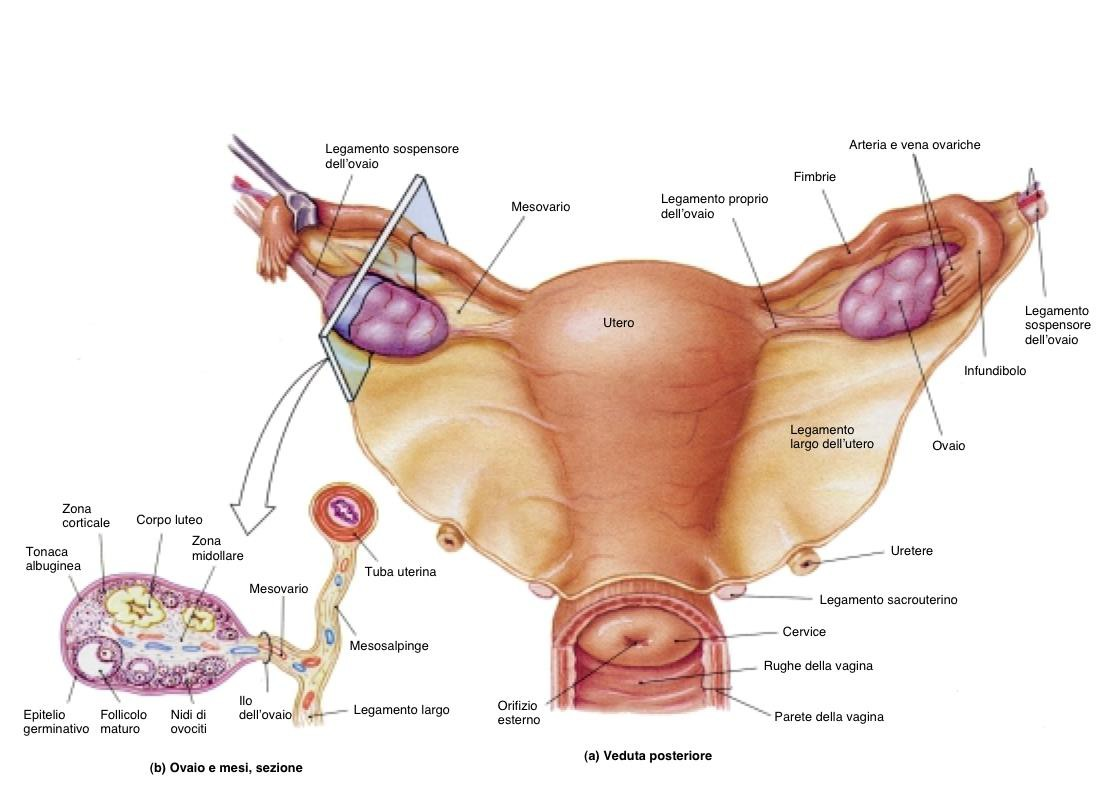 Legamento sospensore
dell'ovaio
Mesovario
Legamento proprio
dell'ovaio
Fimbrie
Arteria e vena ovariche
Utero
Legamento
sospensore
dell'ovaio
Infundibolo
Legamento
largo dell'utero
Ovaio
Uretere
Legamento sacrouterino
Cervice
Rughe della vagina
Parete della vagina
Orifizio
esterno
(a) Veduta posteriore
Zona
corticale
Corpo luteo
Zona
midollare
Tonaca
albuginea
Mesovario
Tuba uterina
Mesosalpinge
Legamento largo
Ilo
dell'ovaio
Epitelio
germinativo
Follicolo
maturo
Nidi di
ovociti
(b) Ovaio e mesi, sezione